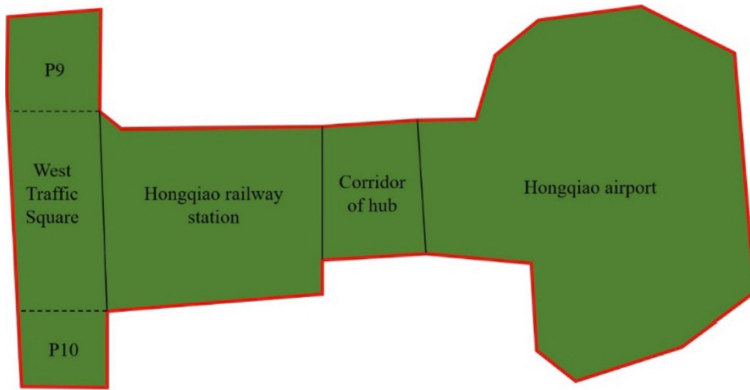 P9
West
Traffic
Square
Hongqiao railway
station
Corridor
of hub
Hongqiao airport
P10